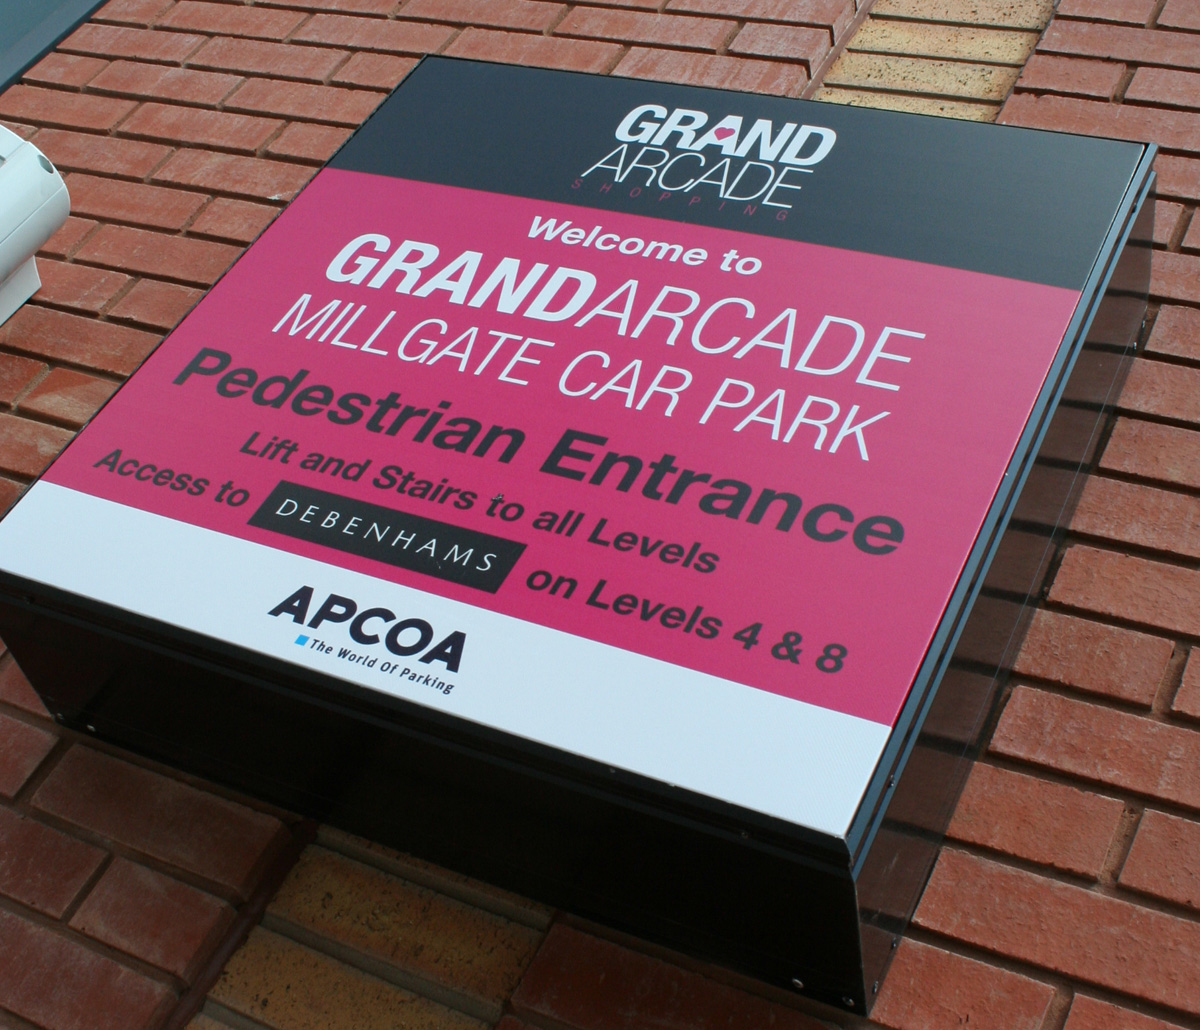 GRAND
ARCADE
SHOPPING
Welcome to
GRANDARCADE
MILLGATE CAR PARK
Pedestrian Entrance
Lift and Stairs to all Levels
Access to DEBENHAMS on Levels 4 & 8
APCOA
The World Of Parking